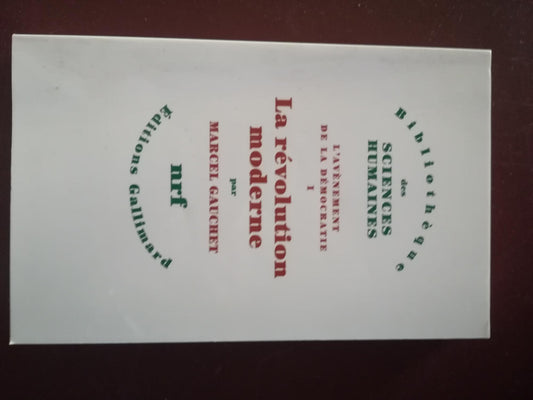 Bibliothèque
des
SCIENCES
HUMAINES
L'AVÈNEMENT
DE LA DÉMOCRATIE
I
La révolution
moderne
par
MARCEL GAUCHET
nrf
Éditions Gallimard